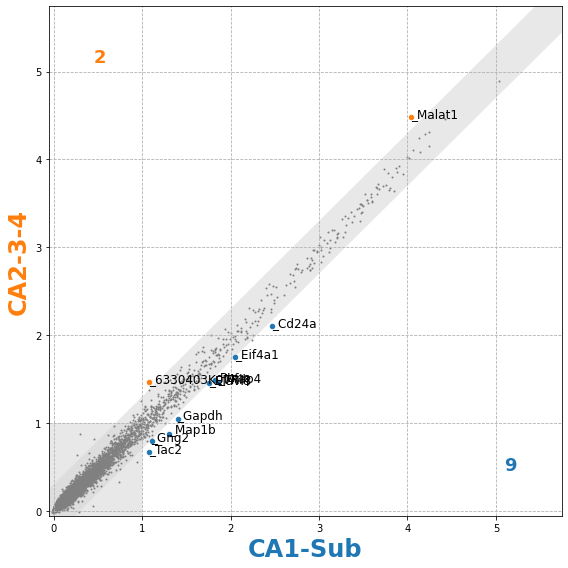 2
5
_Malat1
4
3
CA2-3-4
_Cd24a
2
_Eif4a1
1
_Gapdh
_Map1b
_Gng2
_Tac2
9
0
0 1 2 3 4 5
CA1-Sub